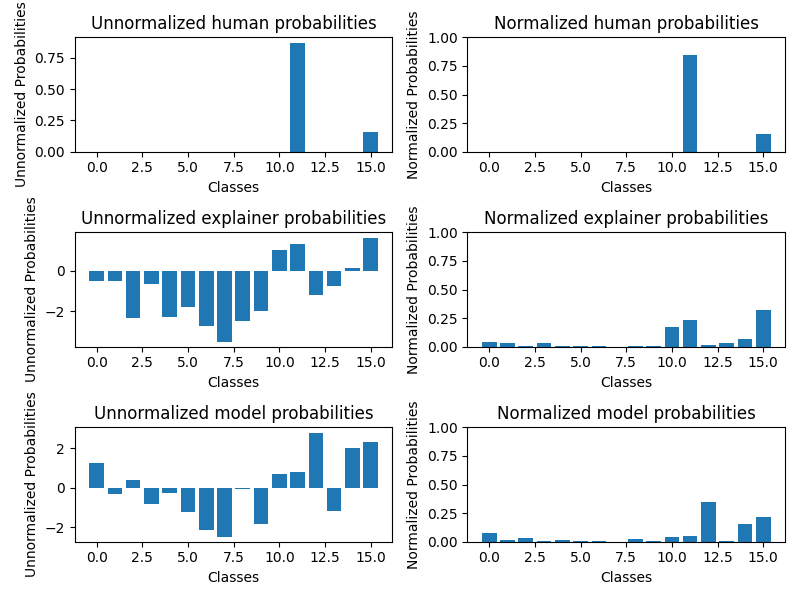 Unnormalized human probabilities
Unnormalized Probabilities
0.75
0.50
0.25
0.00
0.0 2.5 5.0 7.5 10.0 12.5 15.0
Classes
Normalized human probabilities
Normalized Probabilities
1.00
0.75
0.50
0.25
0.00
0.0 2.5 5.0 7.5 10.0 12.5 15.0
Classes
Unnormalized explainer probabilities
Unnormalized Probabilities
0
−2
0.0 2.5 5.0 7.5 10.0 12.5 15.0
Classes
Normalized explainer probabilities
Normalized Probabilities
1.00
0.75
0.50
0.25
0.00
0.0 2.5 5.0 7.5 10.0 12.5 15.0
Classes
Unnormalized model probabilities
Unnormalized Probabilities
2
0
−2
0.0 2.5 5.0 7.5 10.0 12.5 15.0
Classes
Normalized model probabilities
Normalized Probabilities
1.00
0.75
0.50
0.25
0.00
0.0 2.5 5.0 7.5 10.0 12.5 15.0
Classes